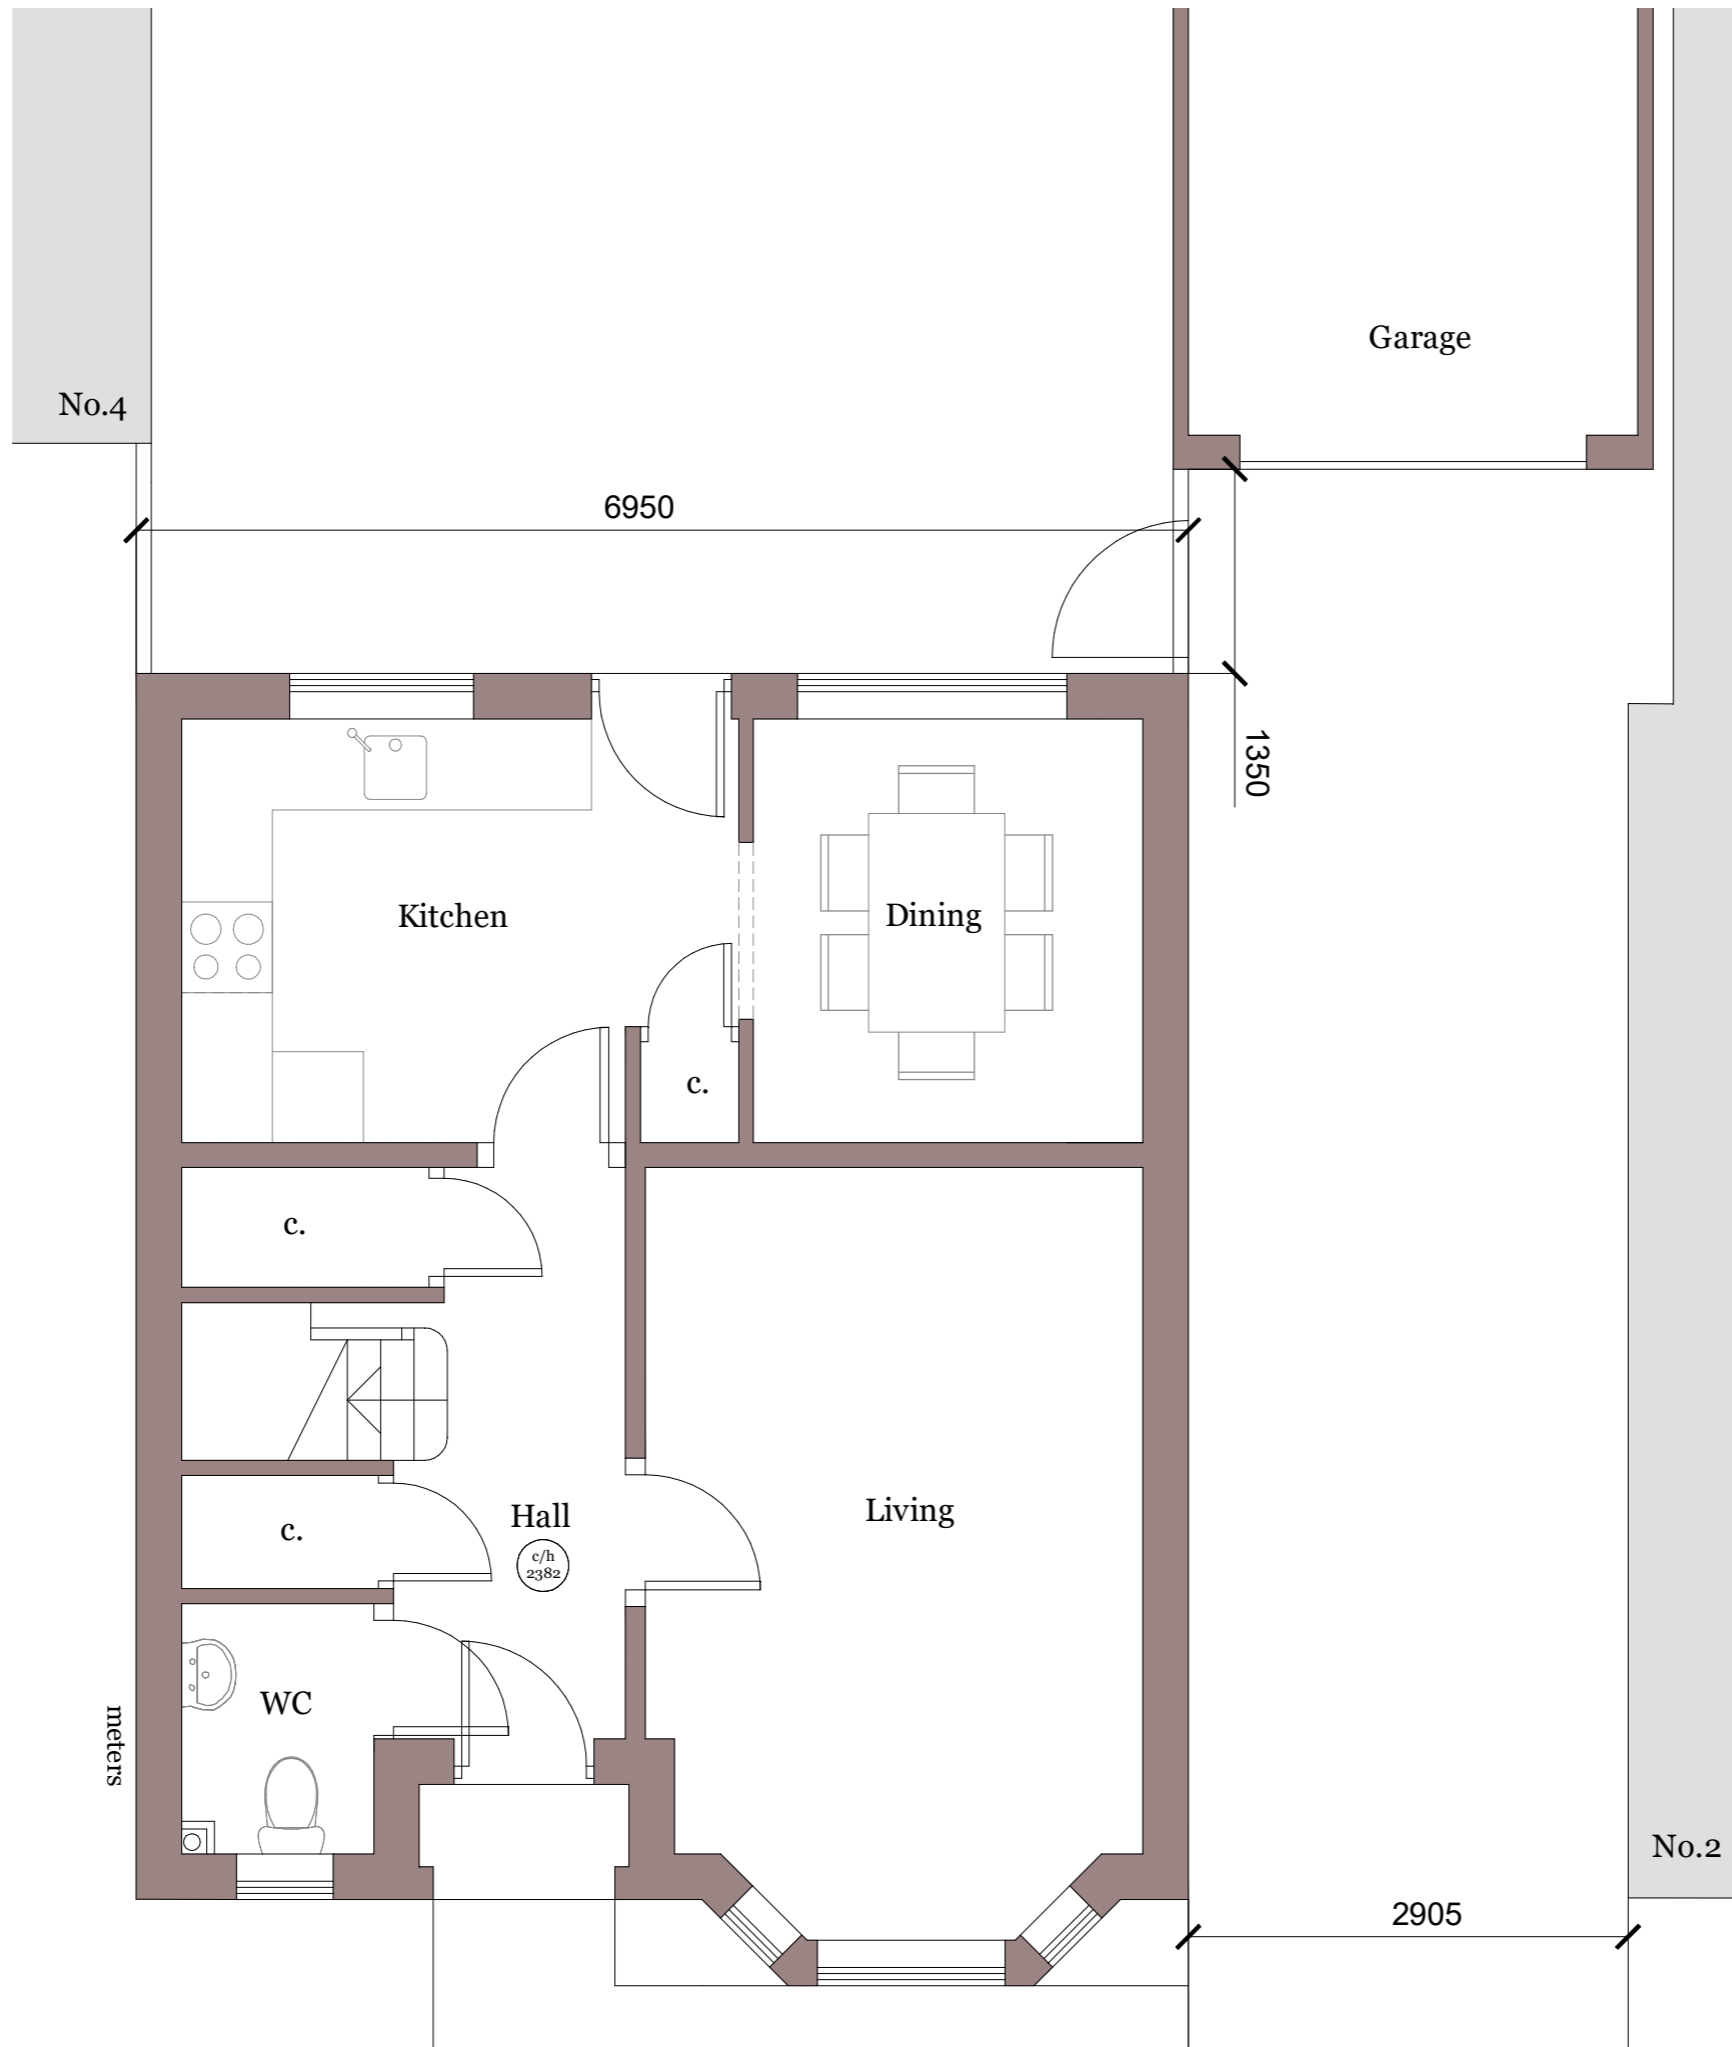 Garage
No.4
6950
1350
Kitchen
Dining
c.
c.
Living
Hall
c.
c/h
2382
WC
meters
No.2
2905